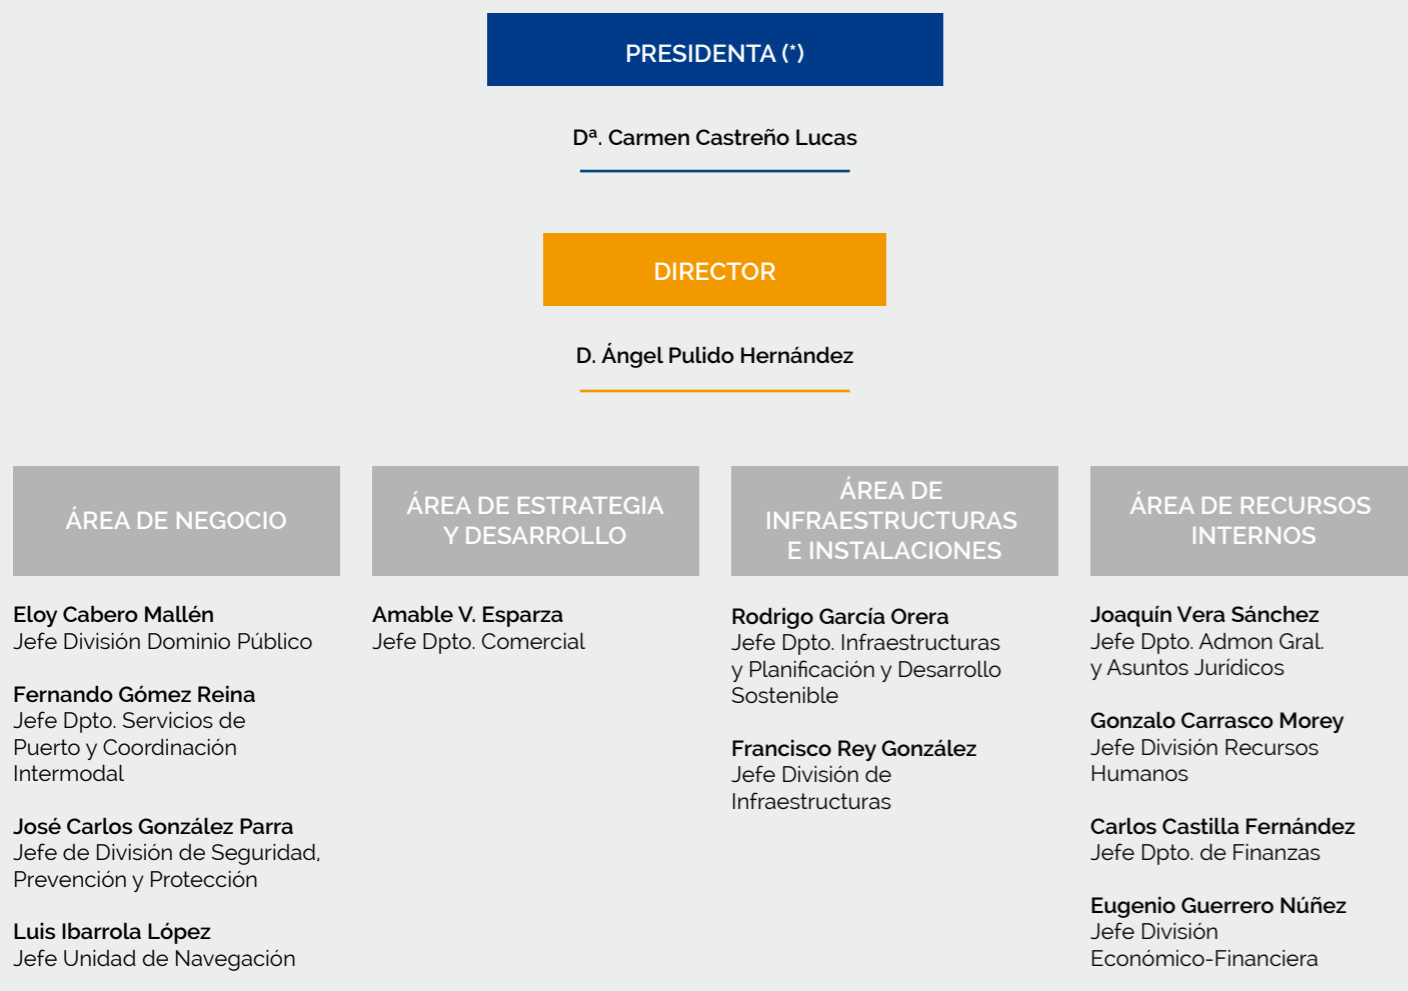 PRESIDENTA (*)
Dª. Carmen Castreño Lucas
DIRECTOR
D. Ángel Pulido Hernández
ÁREA DE NEGOCIO
Eloy Cabero Mallén
Jefe División Dominio Público
Fernando Gómez Reina
Jefe Dpto. Servicios de
Puerto y Coordinación
Intermodal
José Carlos González Parra
Jefe de División de Seguridad,
Prevención y Protección
Luis Ibarrola López
Jefe Unidad de Navegación
ÁREA DE ESTRATEGIA
Y DESARROLLO
Amable V. Esparza
Jefe Dpto. Comercial
ÁREA DE
INFRAESTRUCTURAS
E INSTALACIONES
Rodrigo García Orera
Jefe Dpto. Infraestructuras
y Planificación y Desarrollo
Sostenible
Francisco Rey González
Jefe División de
Infraestructuras
ÁREA DE RECURSOS
INTERNOS
Joaquín Vera Sánchez
Jefe Dpto. Admon Gral.
y Asuntos Jurídicos
Gonzalo Carrasco Morey
Jefe División Recursos
Humanos
Carlos Castilla Fernández
Jefe Dpto. de Finanzas
Eugenio Guerrero Núñez
Jefe División
Económico-Financiera